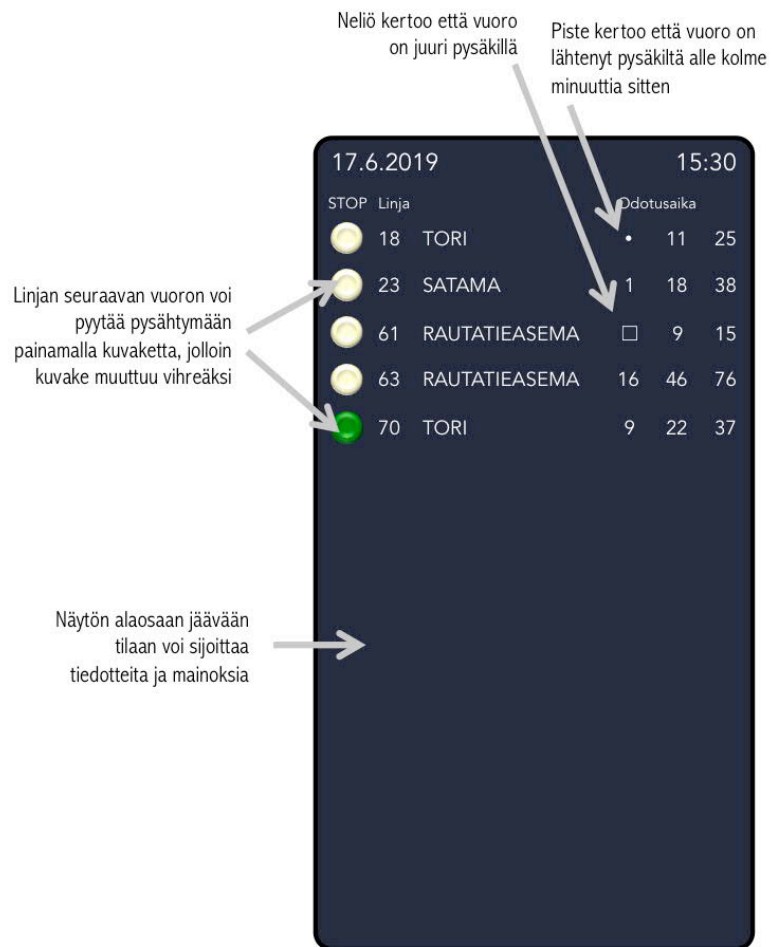 Neliö kertoo että vuoro
on juuri pysäkillä
Piste kertoo että vuoro on
lähtenyt pysäkiltä alle kolme
minuuttia sitten
17.6.2019 15:30
STOP Linja Odotusaika
18 TORI • 11 25
23 SATAMA 1 18 38
61 RAUTATIEASEMA □ 9 15
63 RAUTATIEASEMA 16 46 76
70 TORI 9 22 37
Linjan seuraavan vuoron voi
pyytää pysähtymään
painamalla kuvaketta, jolloin
kuvake muuttuu vihreäksi
Näytön alaosaan jäävään
tilaan voi sijoittaa
tiedotteita ja mainoksia